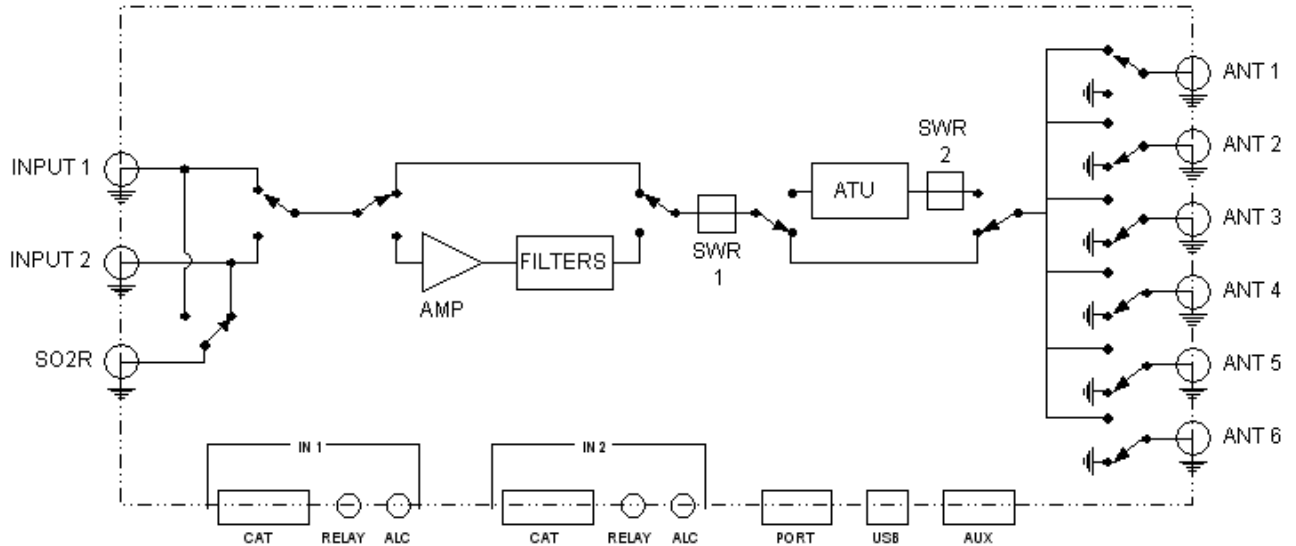 ANT 1
SWR
2
ANT 2
INPUT 1
ATU
ANT 3
INPUT 2
FILTERS
SWR
1
ANT 4
AMP
SO2R
ANT 5
ANT 6
IN 1
IN 2
CAT
RELAY
ALC
CAT
RELAY
ALC
PORT
USB
AUX